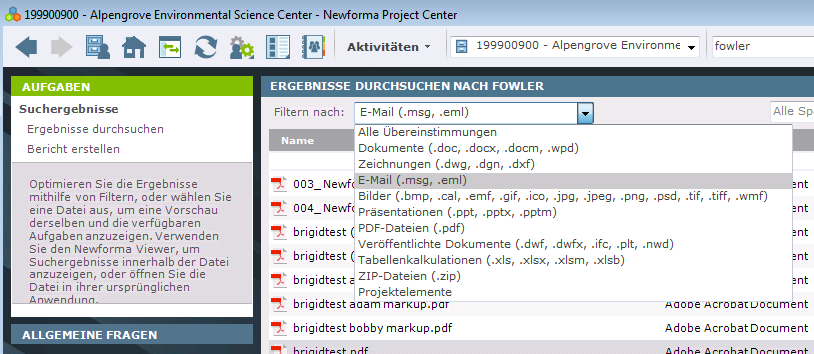 199900900 - Alpengrove Environmental Science Center - Newforma Project Center
Aktivitäten
199900900 - Alpengrove Environme
fowler
AUFGABEN
Suchergebnisse
Ergebnisse durchsuchen
Bericht erstellen
Optimieren Sie die Ergebnisse
mithilfe von Filtern, oder wählen Sie
eine Datei aus, um eine Vorschau
derselben und die verfügbaren
Aufgaben anzuzeigen. Verwenden
Sie den Newforma Viewer, um
Suchergebnisse innerhalb der Datei
anzuzeigen, oder öffnen Sie die
Datei in ihrer ursprünglichen
Anwendung.
ALLGEMEINE FRAGEN
ERGEBNISSE DURCHSUCHEN NACH FOWLER
Filtern nach:
E-Mail (.msg, .eml)
Alle Spa
Name
Alle Übereinstimmungen
Dokumente (.doc, .docx, .docm, .wpd)
Zeichnungen (.dwg, .dgn, .dxf)
E-Mail (.msg, .eml)
Bilder (.bmp, .cal, .emf, .gif, .ico, .jpg, .jpeg, .png, .psd, .tif, .tiff, .wmf)
Präsentationen (.ppt, .pptx, .pptm)
PDF-Dateien (.pdf)
Veröffentlichte Dokumente (.dwf, .dwfx, .ifc, .plt, .nwd)
Tabellenkalkulationen (.xls, .xlsx, .xlsm, .xlsb)
ZIP-Dateien (.zip)
Projektelemente
003_Newfo
004_Newfo
brigidtest (
brigidtest
brigidtest
brigidtest a
brigidtest adam markup.pdf
Adobe Acrobat Document
brigidtest bobby markup.pdf
Adobe Acrobat Document
brigidtest.pdf
Adobe Acrobat Document